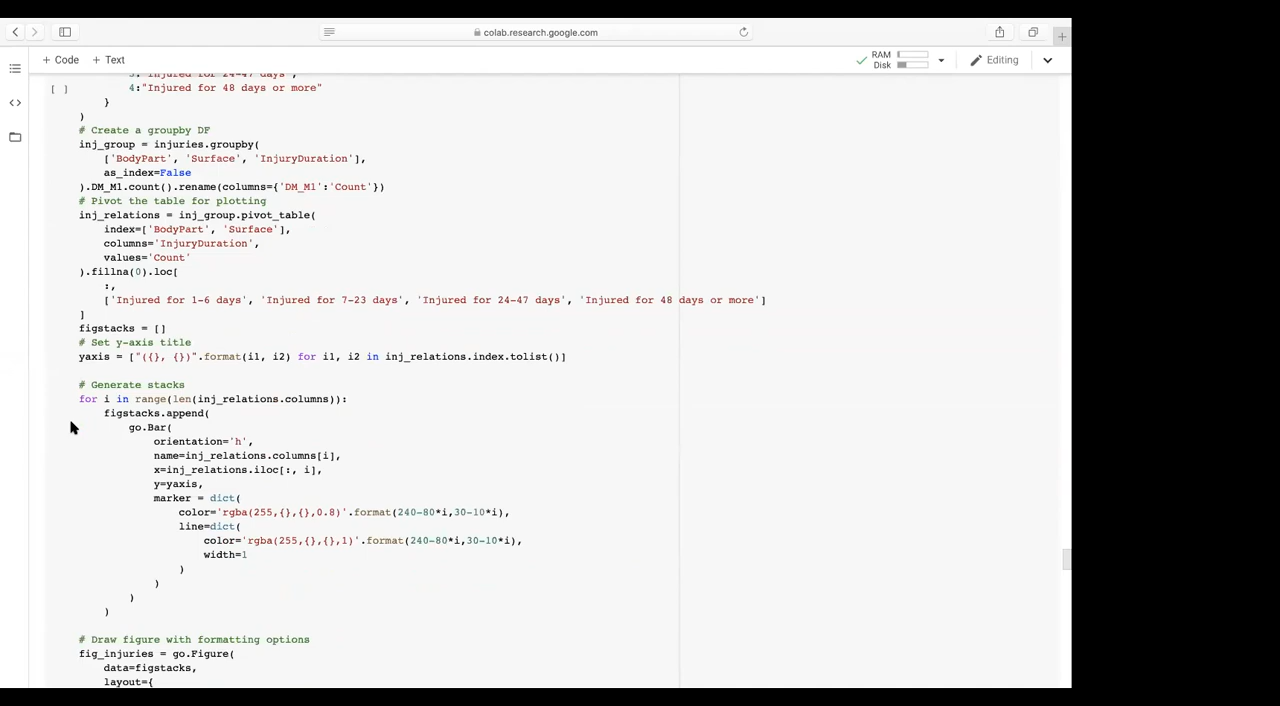 colab.research.google.com
+ Code + Text
RAM
Disk
Editing
3:"Injured for 24-47 days",
[ ]
4:"Injured for 48 days or more"
}
)
# Create a groupby DF
inj_group = injuries.groupby(
['BodyPart', 'Surface', 'InjuryDuration'],
as_index=False
).DM_M1.count().rename(columns={'DM_M1':'Count'})
# Pivot the table for plotting
inj_relations = inj_group.pivot_table(
index=['BodyPart', 'Surface'],
columns='InjuryDuration',
values='Count'
).fillna(0).loc[
:,
['Injured for 1-6 days', 'Injured for 7-23 days', 'Injured for 24-47 days', 'Injured for 48 days or more']
]
figstacks = []
# Set y-axis title
yaxis = ["({}, {})".format(i1, i2) for i1, i2 in inj_relations.index.tolist()]
# Generate stacks
for i in range(len(inj_relations.columns)):
figstacks.append(
go.Bar(
orientation='h',
name=inj_relations.columns[i],
x=inj_relations.iloc[:, i],
y=yaxis,
marker = dict(
color='rgba(255,{},{},0.8)'.format(240-80*i,30-10*i),
line=dict(
color='rgba(255,{},{},1)'.format(240-80*i,30-10*i),
width=1
)
)
)
)
# Draw figure with formatting options
fig_injuries = go.Figure(
data=figstacks,
layout={